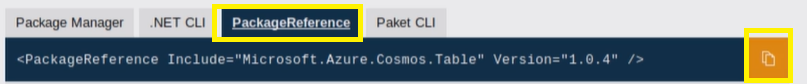 Package Manager .NET CLI PackageReference Paket CLI
<PackageReference Include="Microsoft.Azure.Cosmos.Table" Version="1.0.4" />